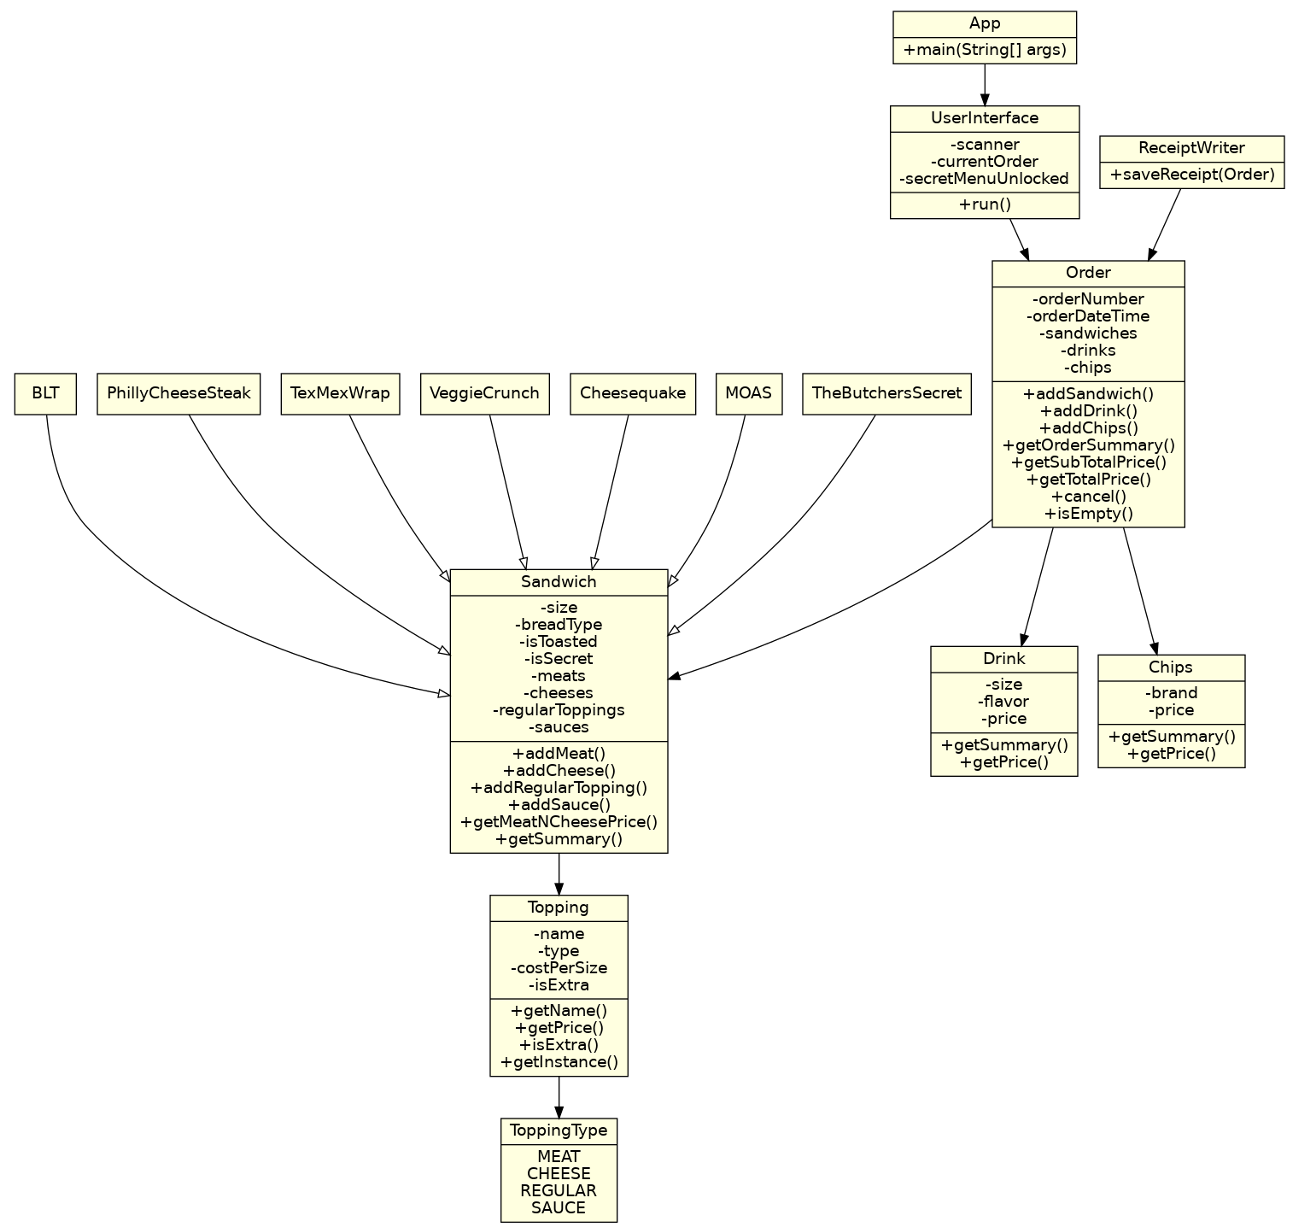 App
+main(String[] args)
UserInterface
-scanner
-currentOrder
-secretMenuUnlocked
+run()
ReceiptWriter
+saveReceipt(Order)
Order
-orderNumber
-orderDateTime
-sandwiches
-drinks
-chips
+addSandwich()
+addDrink()
+addChips()
+getOrderSummary()
+getSubTotalPrice()
+getTotalPrice()
+cancel()
+isEmpty()
BLT
PhillyCheeseSteak
TexMexWrap
VeggieCrunch
Cheesequake
MOAS
TheButchersSecret
Sandwich
-size
-breadType
-isToasted
-isSecret
-meats
-cheeses
-regularToppings
-sauces
+addMeat()
+addCheese()
+addRegularTopping()
+addSauce()
+getMeatNCheesePrice()
+getSummary()
Drink
-size
-flavor
-price
+getSummary()
+getPrice()
Chips
-brand
-price
+getSummary()
+getPrice()
Topping
-name
-type
-costPerSize
-isExtra
+getName()
+getPrice()
+isExtra()
+getInstance()
ToppingType
MEAT
CHEESE
REGULAR
SAUCE